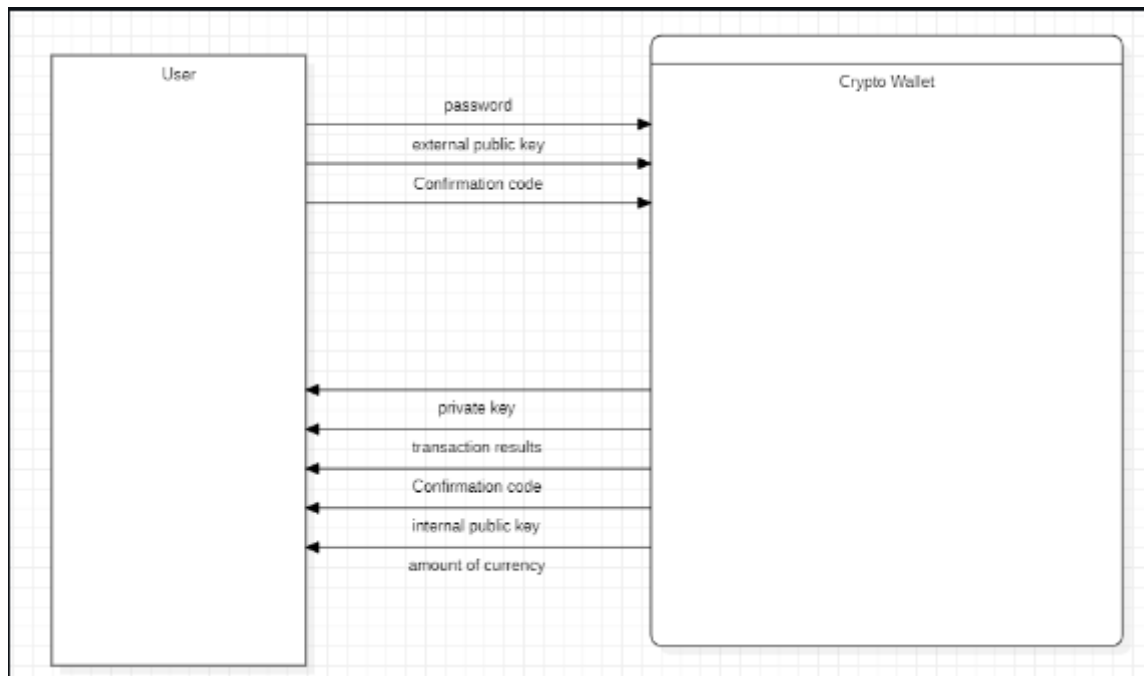 User
Crypto Wallet
password
external public key
Confirmation code
private key
transaction results
Confirmation code
internal public key
amount of currency